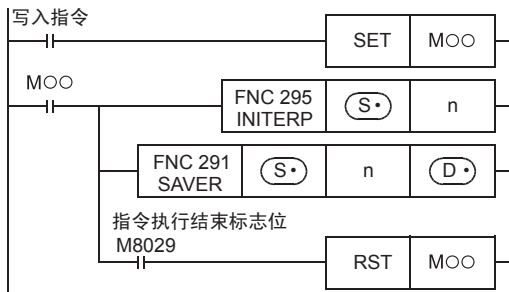 写入指令
SET M○○
M○○
FNC 295
INITERP S• n
FNC 291
SAVER S• n D•
指令执行结束标志位
M8029
RST M○○